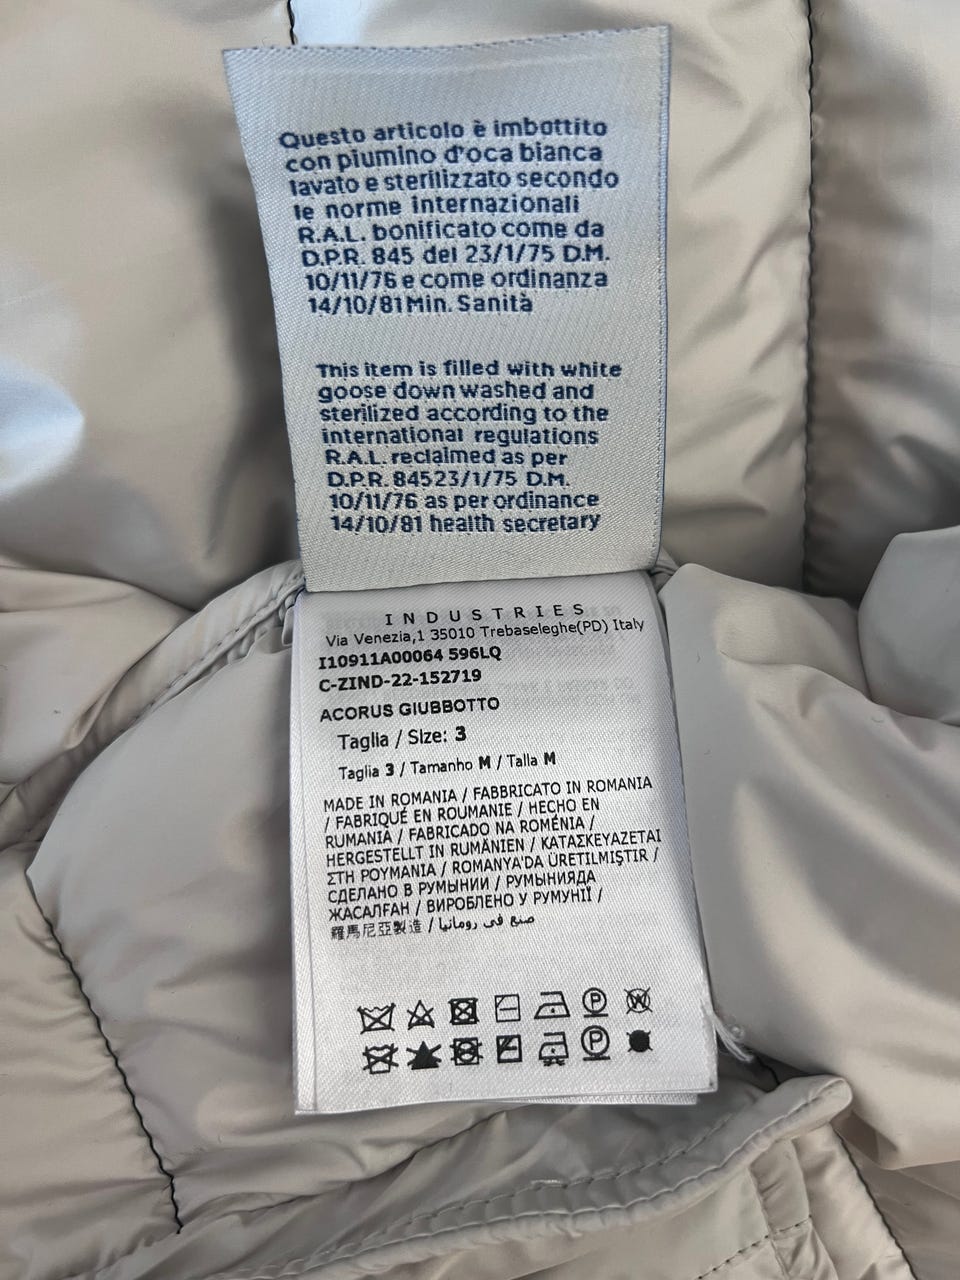 Questo articolo è imbottito
con piumino d'oca bianca
lavato e sterilizzato secondo
le norme internazionali
R.A.L. bonificato come da
D.P.R. 845 del 23/1/75 D.M.
10/11/76 e come ordinanza
14/10/81 Min. Sanità
This item is filled with white
goose down washed and
sterilized according to the
international regulations
R.A.L. reclaimed as per
D.P.R. 84523/1/75 D.M.
10/11/76 as per ordinance
14/10/81 health secretary
INDUSTRIES
Via Venezia,1 35010 Trebaseleghe(PD) Italy
I10911A00064 596LQ
C-ZIND-22-152719
ACORUS GIUBBOTTO
Taglia / Size: 3
Taglia 3 / Tamanho M / Talla M
MADE IN ROMANIA / FABBRICATO IN ROMANIA
/ FABRIQUÉ EN ROUMANIE / HECHO EN
RUMANIA / FABRICADO NA ROMÉNIA /
HERGESTELLT IN RUMÄNIEN / ΚΑΤΑΣΚΕΥΑΖΕΤΑΙ
ΣΤΗ ΡΟΥΜΑΝΙΑ / ROMANYA'DA ÜRETILMIŞTIR /
СДЕЛАНО В РУМЫНИИ / РУМЫНИЯДА
ЖАСАЛҒАН / ВИРОБЛЕНО У РУМУНІЇ /
羅馬尼亞製造 / صنع في رومانيا
P W
P